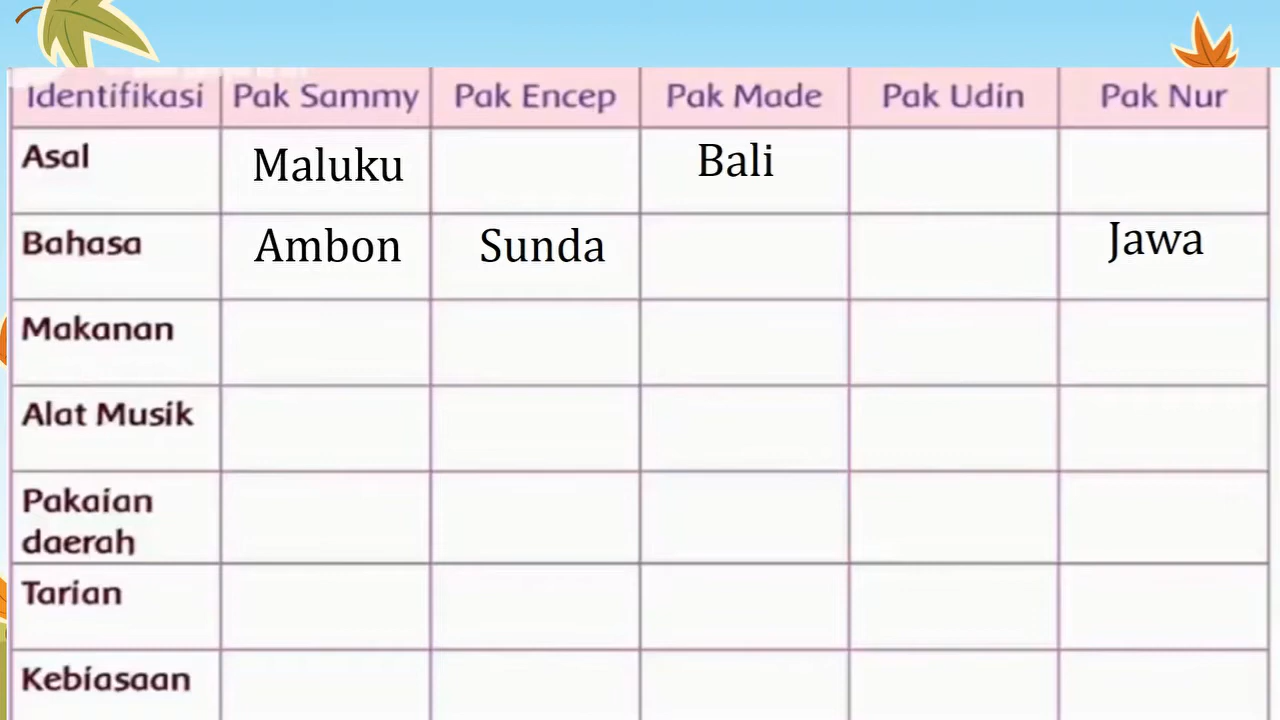 Identifikasi Pak Sammy Pak Encep Pak Made Pak Udin Pak Nur
Asal Maluku Bali
Bahasa Ambon Sunda Jawa
Makanan
Alat Musik
Pakaian
daerah
Tarian
Kebiasaan